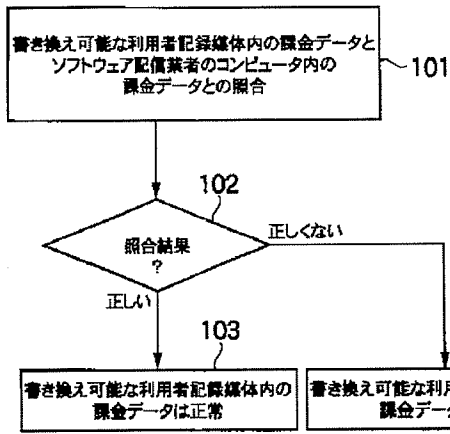 書き換え可能な利用者記録媒体内の課金データと
ソフトウェア配信業者のコンピュータ内の
課金データとの照合
101
102
照合結果
?
正しくない
正しい
103
書き換え可能な利用者記録媒体内の
課金データは正常
書き換え可能な利用
課金データ